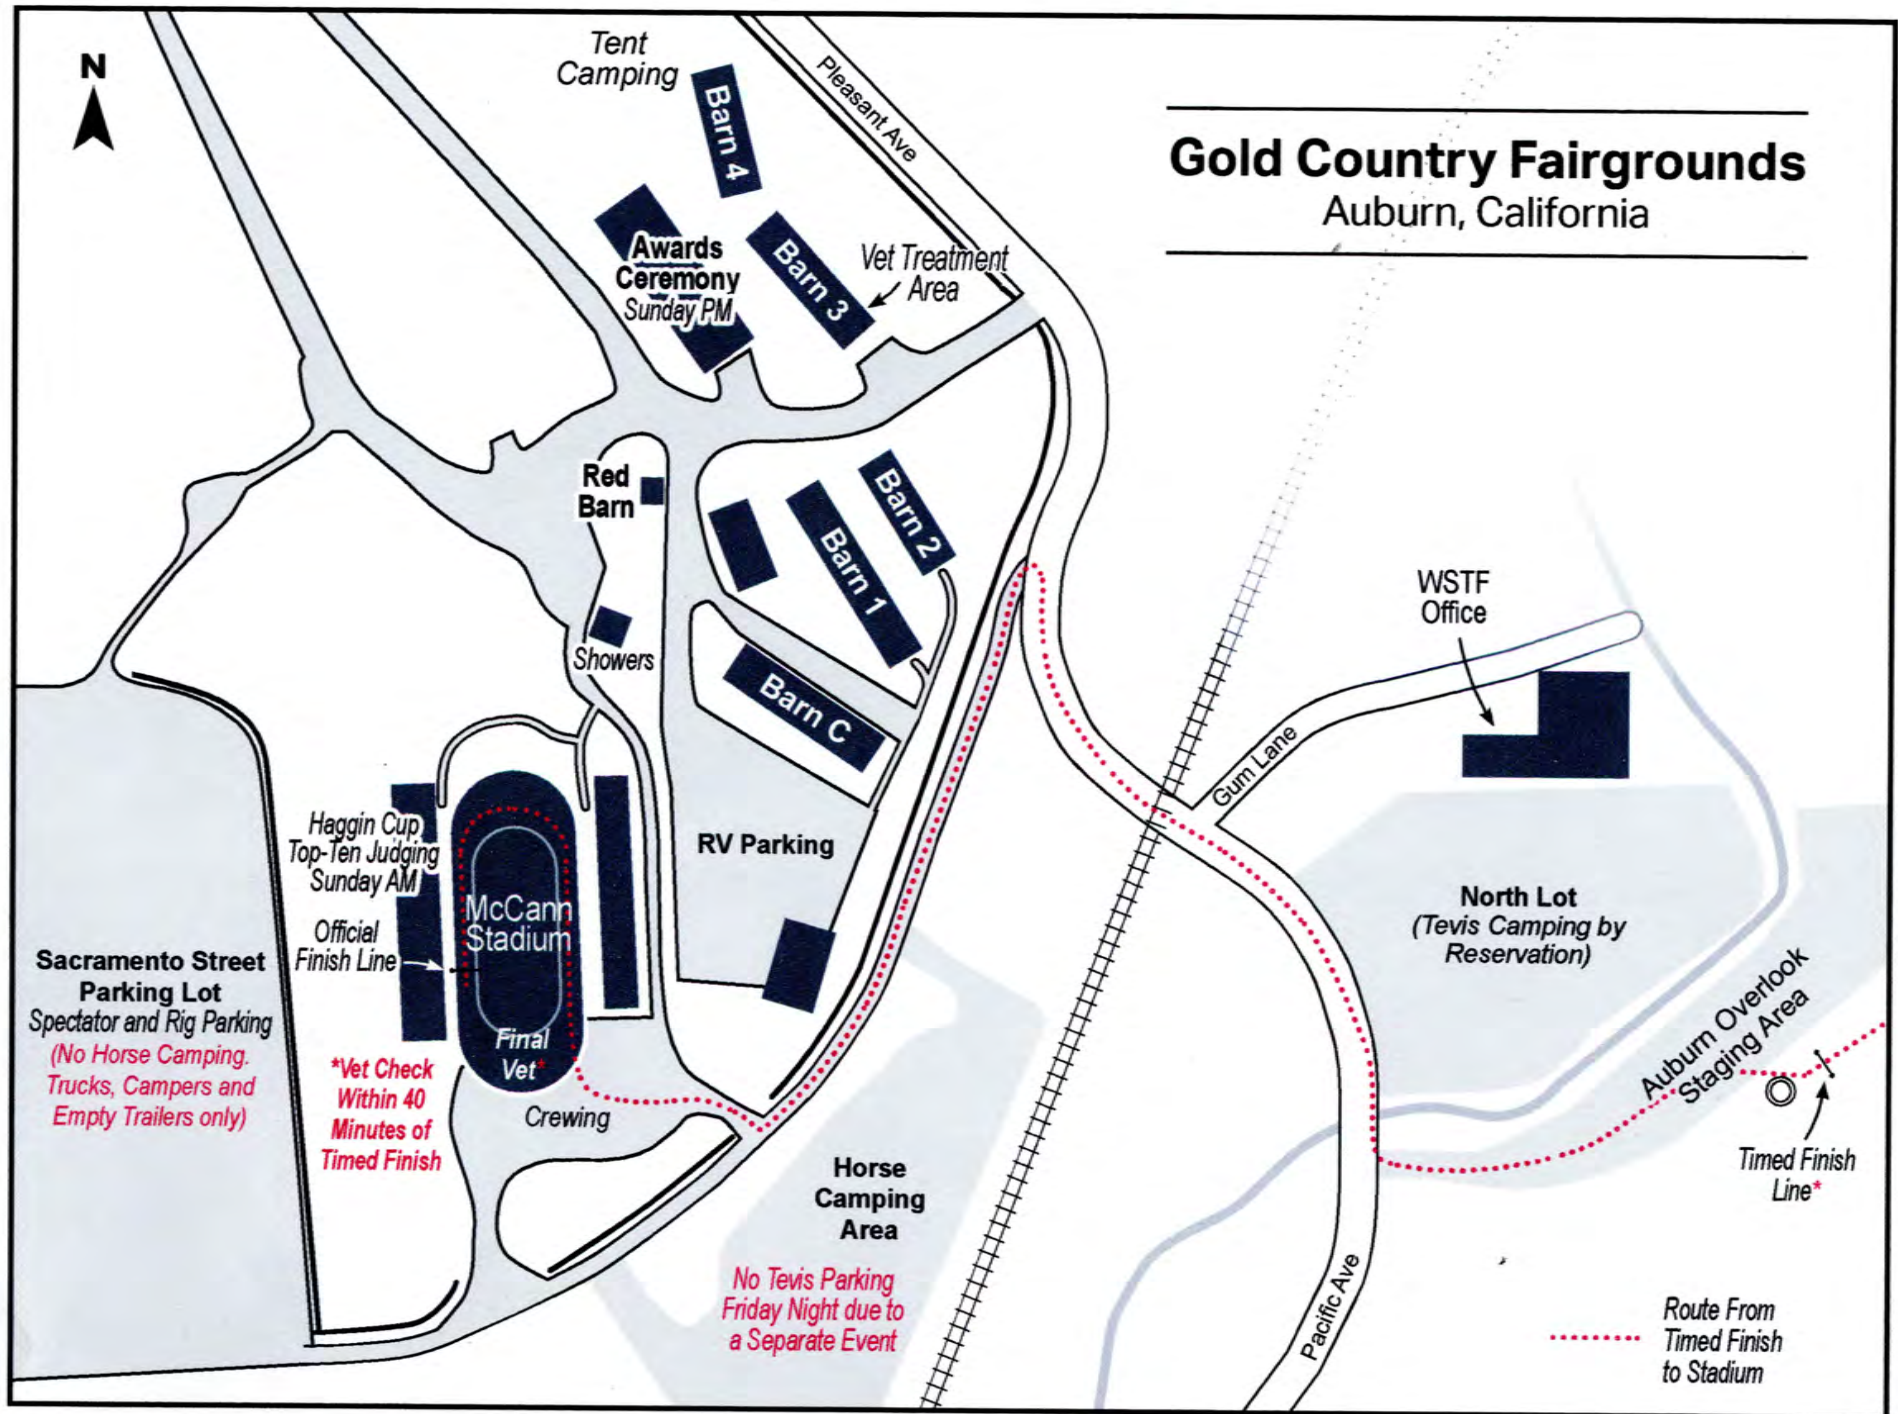 N
Tent
Camping
Barn 4
Pleasant Ave
Gold Country Fairgrounds
Auburn, California
Awards
Ceremony
Sunday PM
Barn 3
Vet Treatment
Area
Red
Barn
Barn 2
Barn 1
Showers
Barn C
WSTF
Office
Gum Lane
Haggin Cup
Top-Ten Judging
Sunday AM
RV Parking
McCann
Stadium
Official
Finish Line
North Lot
(Tevis Camping by
Reservation)
Sacramento Street
Parking Lot
Spectator and Rig Parking
(No Horse Camping.
Trucks, Campers and
Empty Trailers only)
Final
Vet*
*Vet Check
Within 40
Minutes of
Timed Finish
Crewing
Auburn Overlook
Staging Area
Timed Finish
Line*
Horse
Camping
Area
No Tevis Parking
Friday Night due to
a Separate Event
Pacific Ave
Route From
Timed Finish
to Stadium